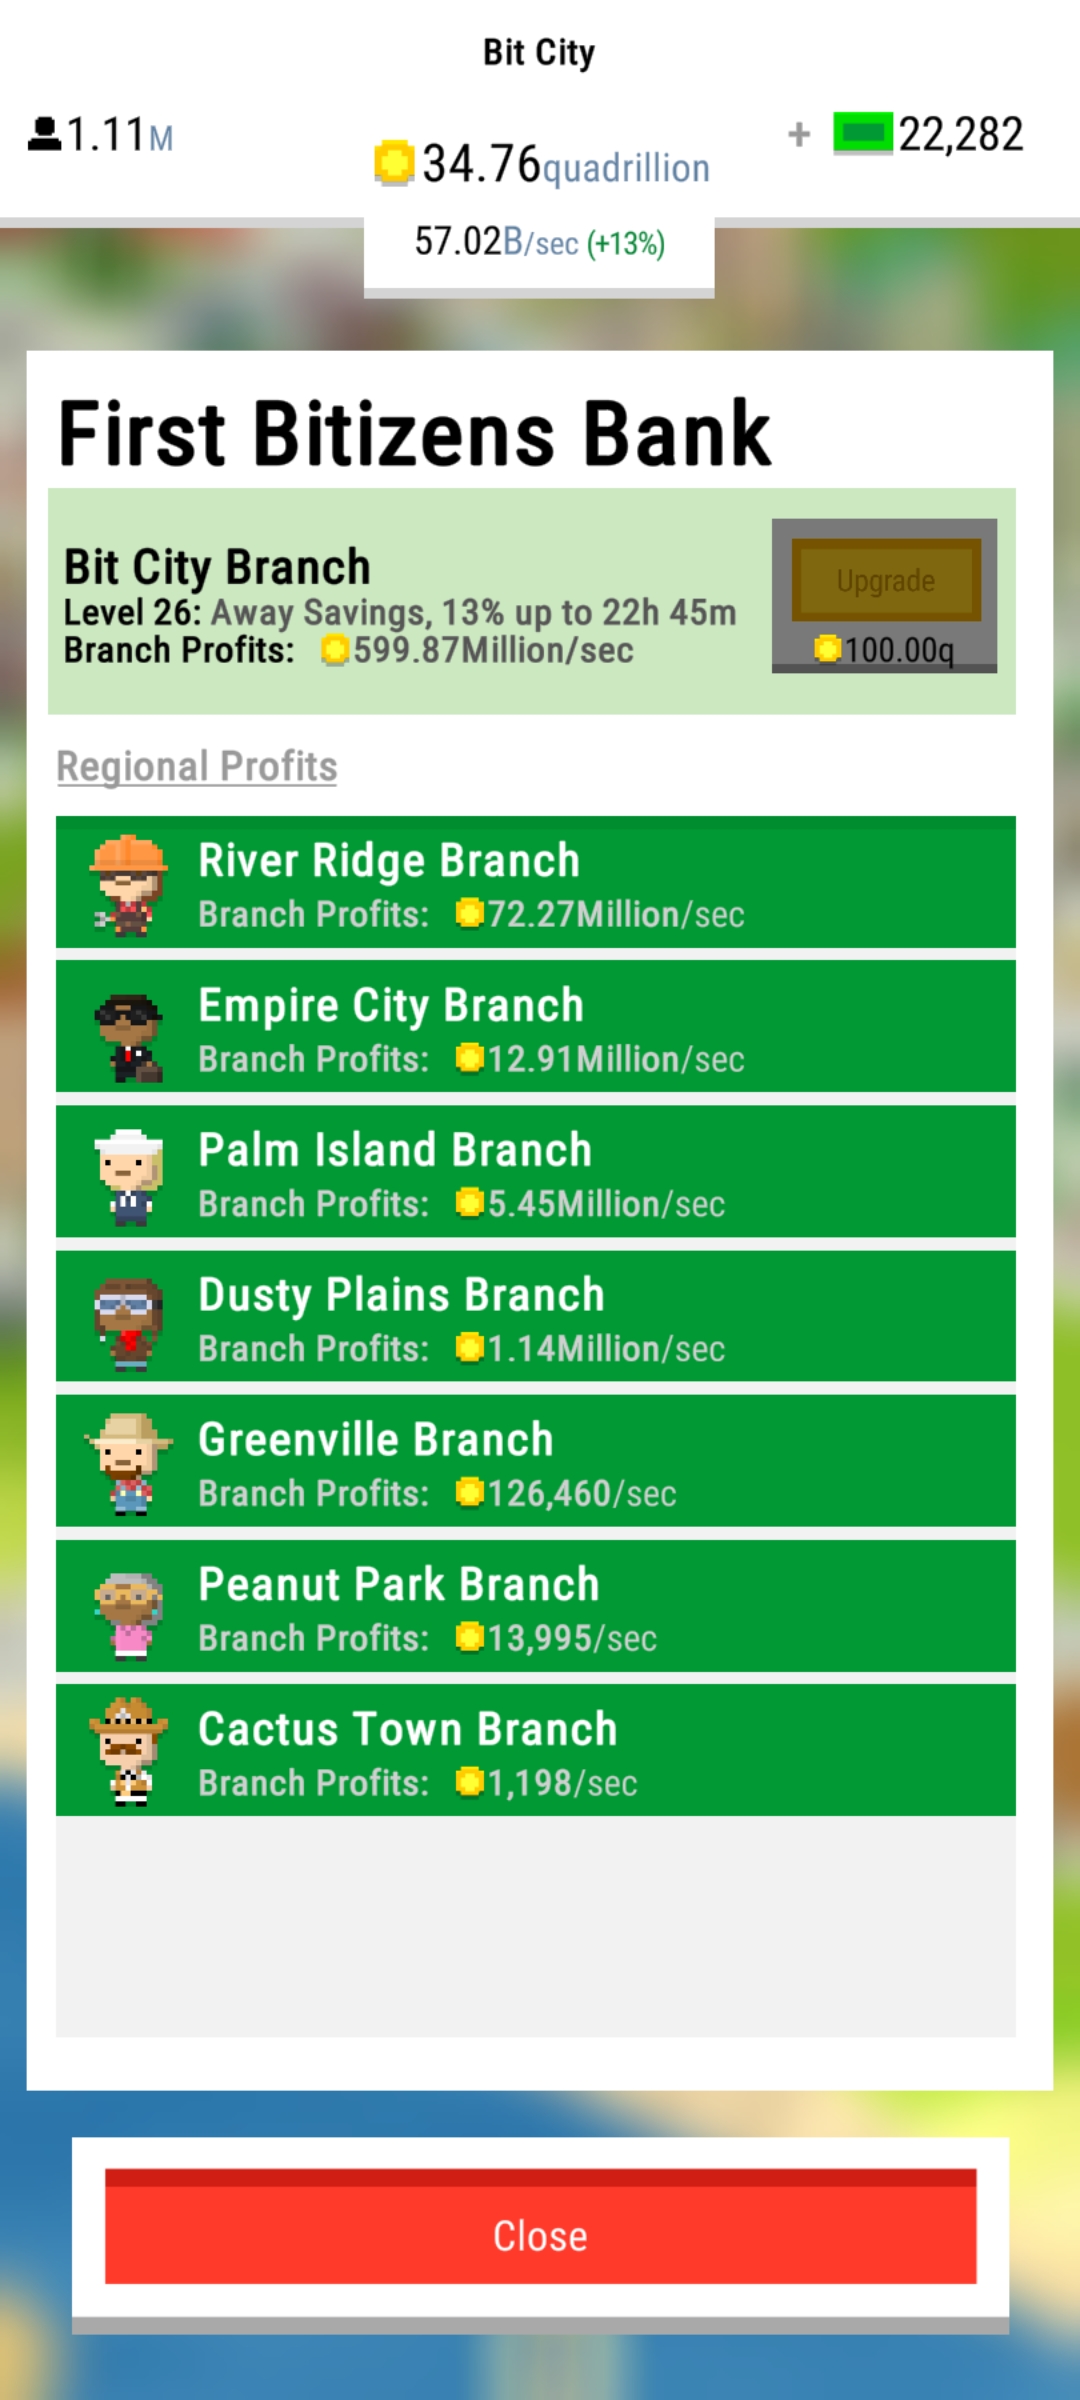 Bit City
1.11M
34.76quadrillion
+ 22,282
57.02B/sec (+13%)
First Bitizens Bank
Bit City Branch
Level 26: Away Savings, 13% up to 22h 45m
Branch Profits: 599.87Million/sec
Upgrade
100.00q
Regional Profits
River Ridge Branch
Branch Profits: 72.27Million/sec
Empire City Branch
Branch Profits: 12.91Million/sec
Palm Island Branch
Branch Profits: 5.45Million/sec
Dusty Plains Branch
Branch Profits: 1.14Million/sec
Greenville Branch
Branch Profits: 126,460/sec
Peanut Park Branch
Branch Profits: 13,995/sec
Cactus Town Branch
Branch Profits: 1,198/sec
Close